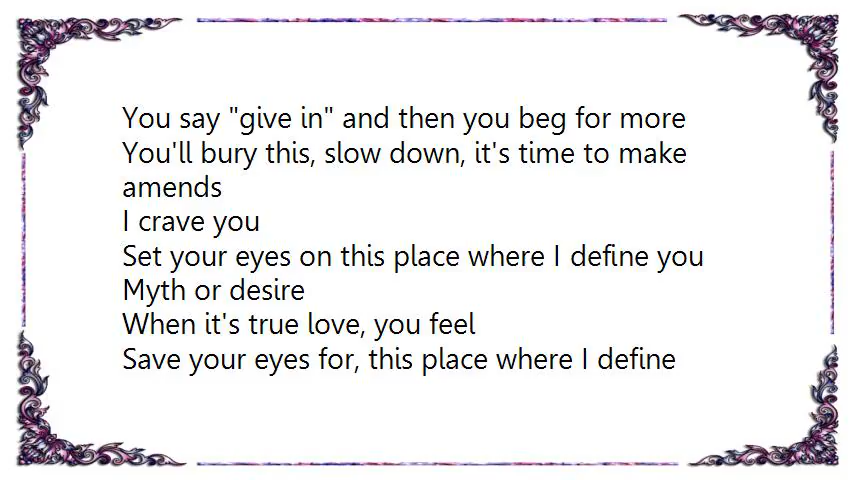 You say "give in" and then you beg for more
You'll bury this, slow down, it's time to make
amends
I crave you
Set your eyes on this place where I define you
Myth or desire
When it's true love, you feel
Save your eyes for, this place where I define